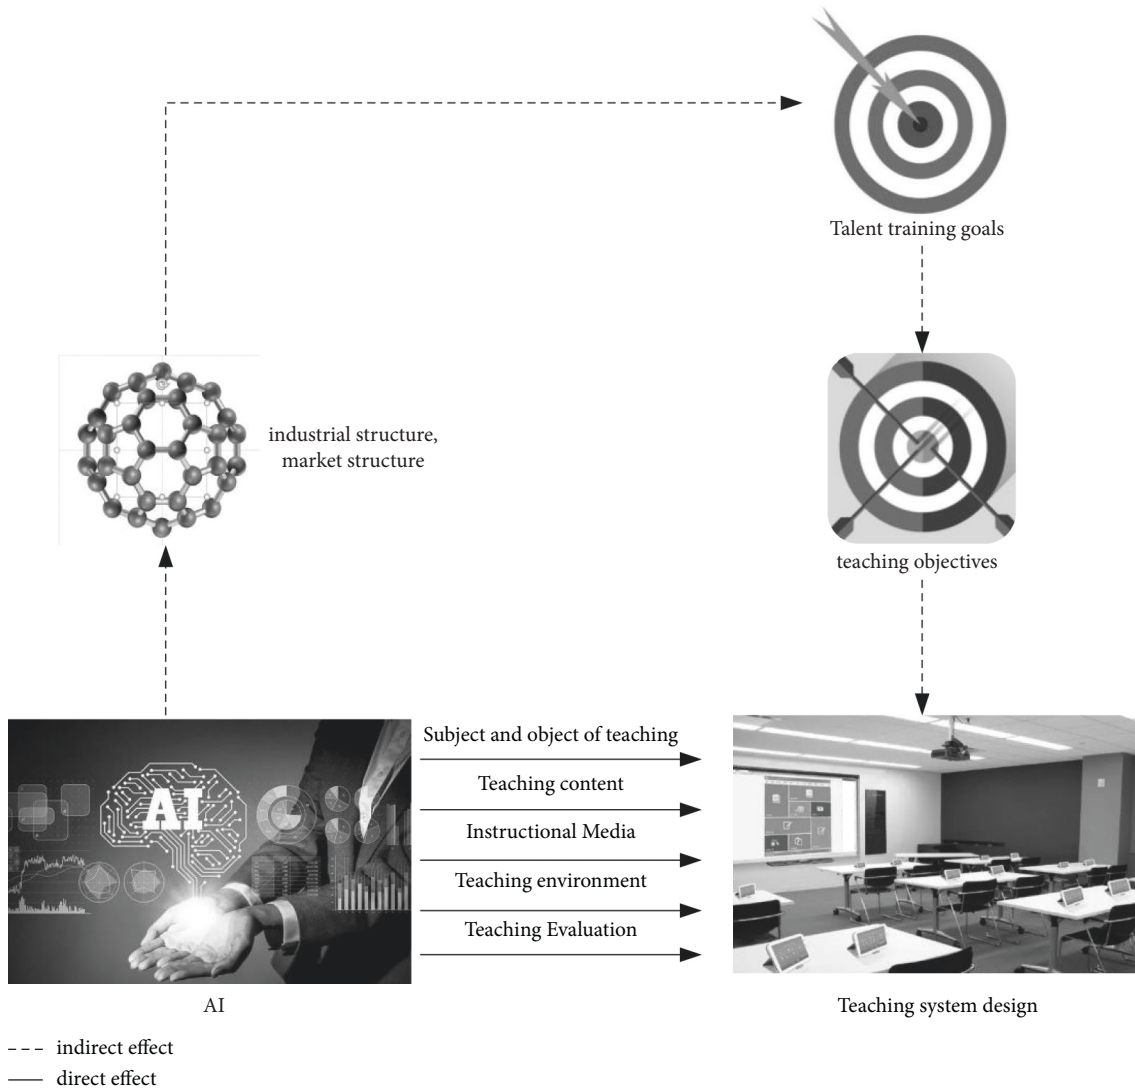 Talent training goals
industrial structure,
market structure
teaching objectives
Subject and object of teaching
Teaching content
Instructional Media
Teaching environment
Teaching Evaluation
AI
AI
Teaching system design
indirect effect
direct effect